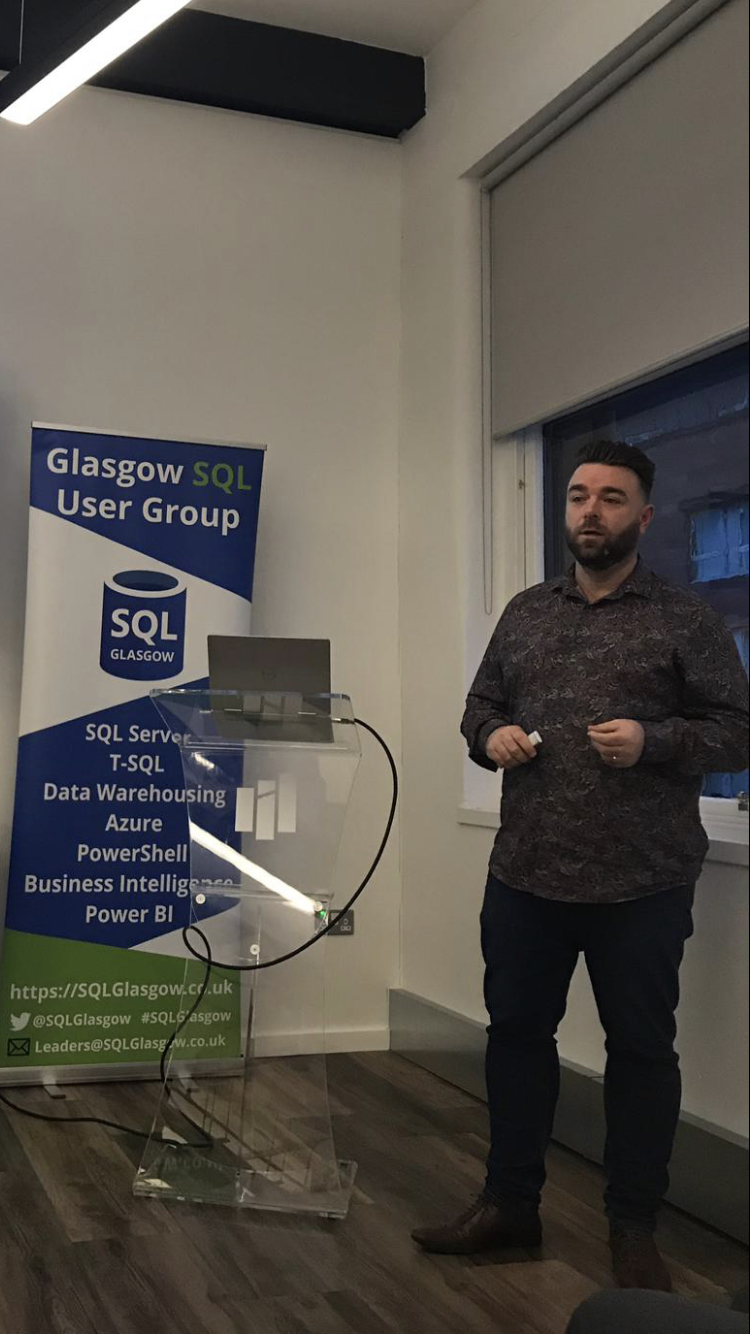 Glasgow SQL
User Group
SQL
GLASGOW
SQL Server
T-SQL
Data Warehousing
Azure
PowerShell
Business Intelligence
Power BI
https://SQLGlasgow.co.uk
@SQLGlasgow #SQLGlasgow
Leaders@SQLGlasgow.co.uk